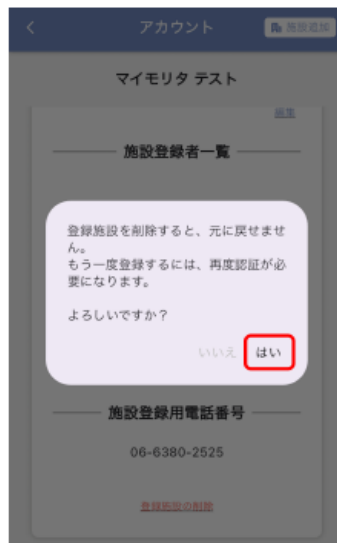 アカウント
施設追加
マイモリタ テスト
編集
施設登録者一覧
登録施設を削除すると、元に戻せませ
ん。
もう一度登録するには、再度認証が必
要になります。
よろしいですか？
いいえ
はい
施設登録用電話番号
06-6380-2525
登録施設の削除